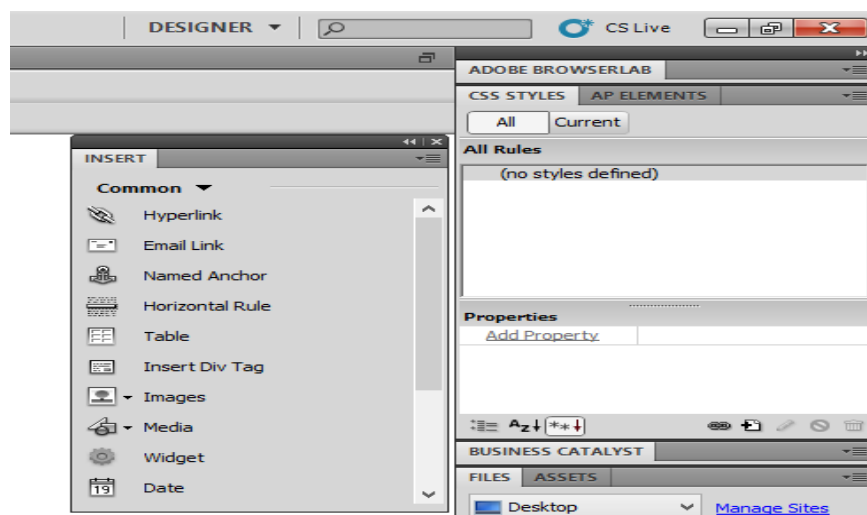 DESIGNER
CS Live
ADOBE BROWSERLAB
CSS STYLES AP ELEMENTS
All Current
All Rules
(no styles defined)
INSERT
Common
Hyperlink
Email Link
Named Anchor
Horizontal Rule
Table
Insert Div Tag
Images
Media
Widget
19 Date
Properties
Add Property
AZ
**
BUSINESS CATALYST
FILES ASSETS
Desktop Manage Sites